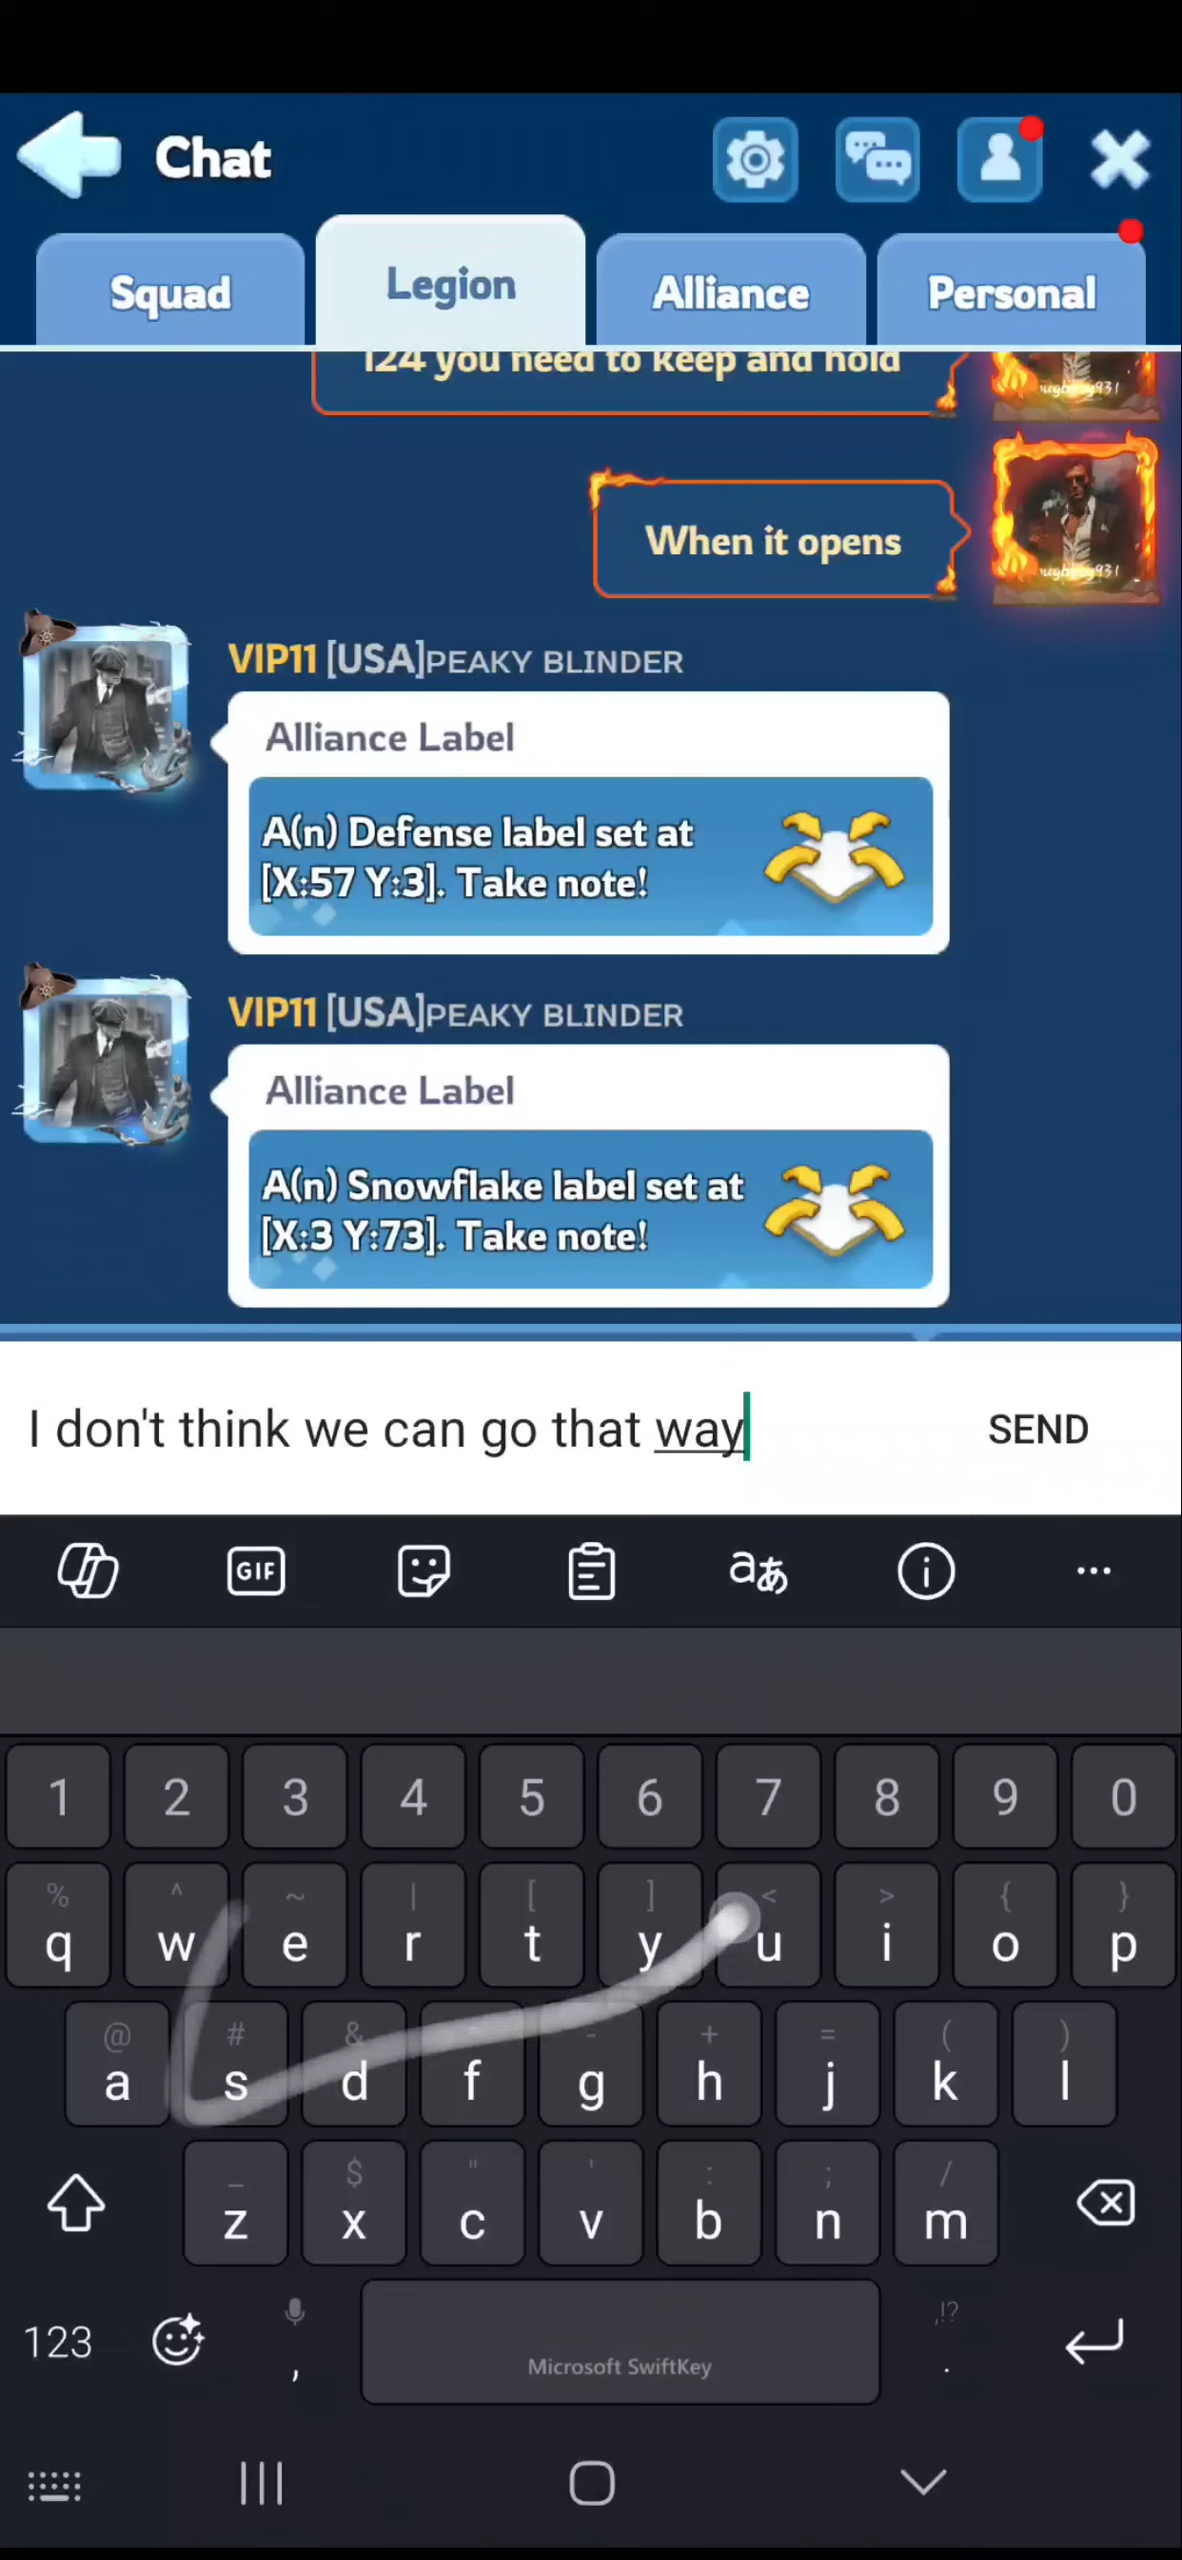 Chat
Squad
Legion
Alliance
Personal
124 you need to keep and hold
When it opens
VIP11 [USA]PEAKY BLINDER
Alliance Label
A(n) Defense label set at
[X:57 Y:3]. Take note!
VIP11 [USA]PEAKY BLINDER
Alliance Label
A(n) Snowflake label set at
[X:3 Y:73]. Take note!
I don't think we can go that way
SEND
GIF
aあ
1 2 3 4 5 6 7 8 9 0
% ^ ~ | [ ] < > { }
q w e r t y u i o p
@ # & - + = ( )
a s d f g h j k l
_ $ " ' : ; /
z x c v b n m
,!?
123 , Microsoft SwiftKey .